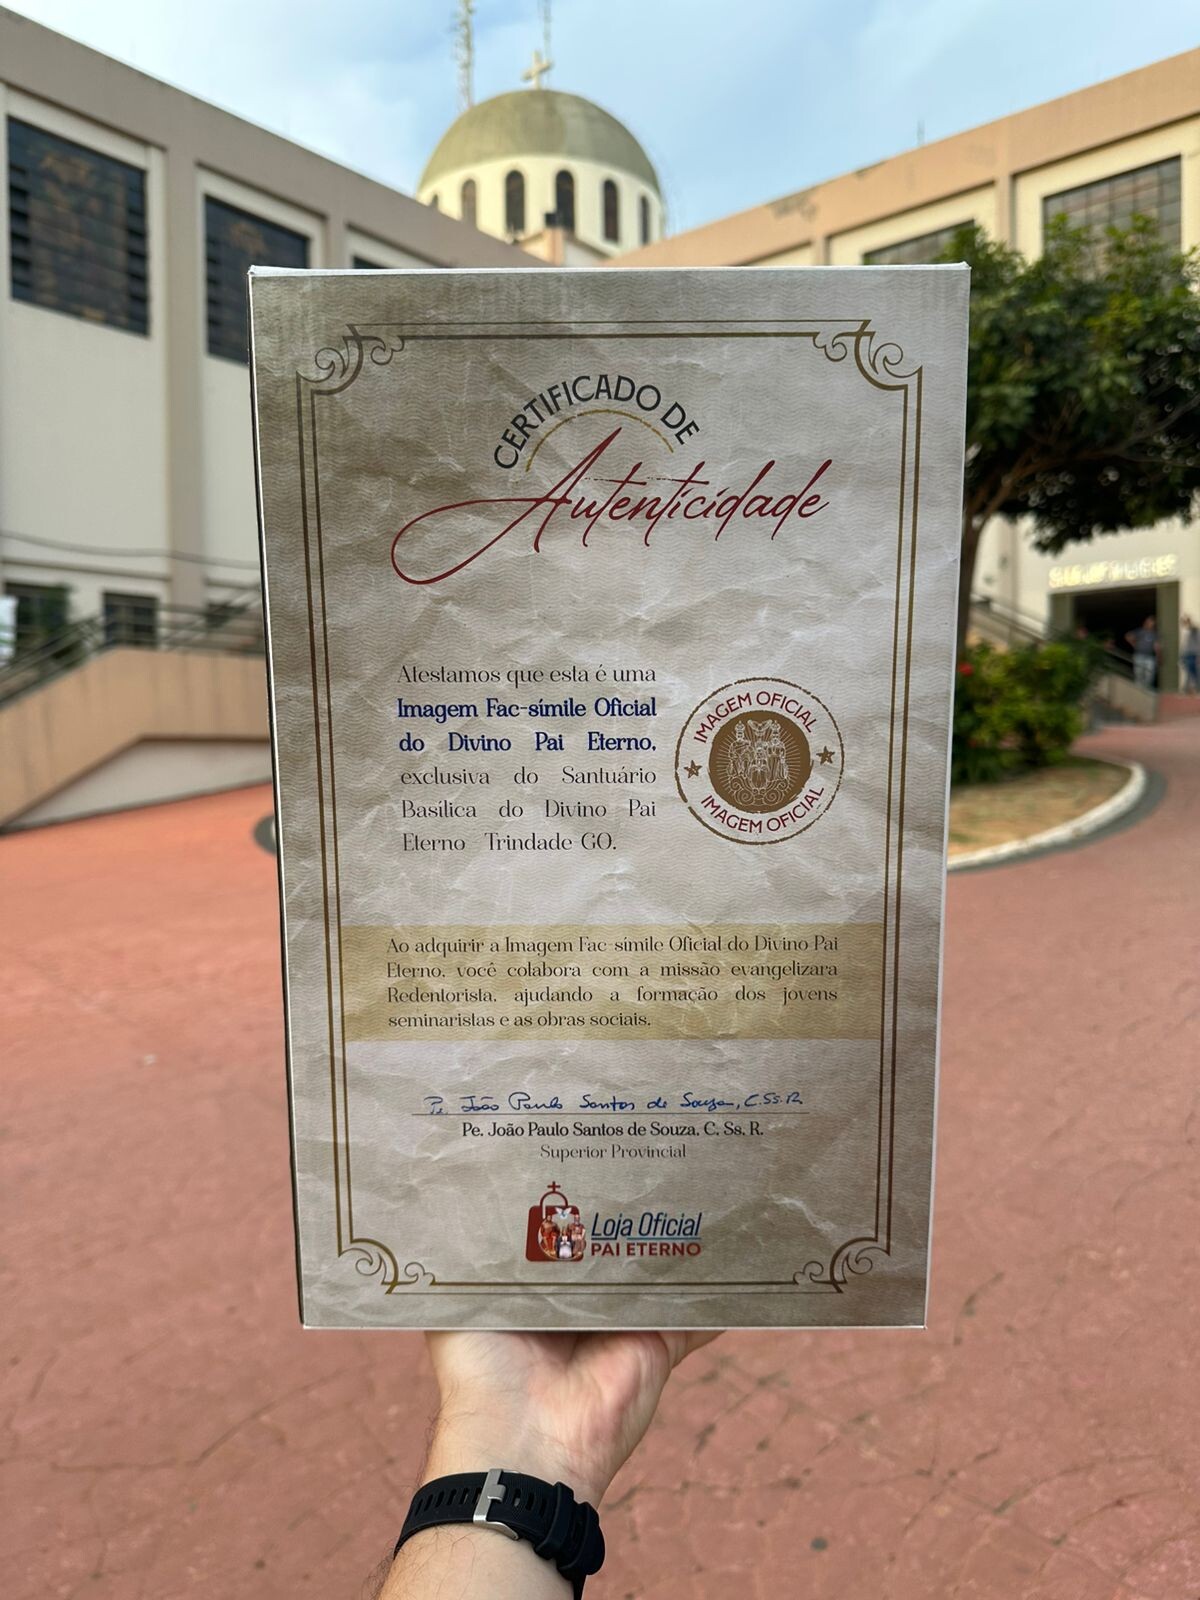 CERTIFICADO DE
Autenticidade
Atestamos que esta é uma
Imagem Fac-símile Oficial
do Divino Pai Eterno,
exclusiva do Santuário
Basílica do Divino Pai
Eterno Trindade GO.
IMAGEM OFICIAL
IMAGEM OFICIAL
Ao adquirir a Imagem Fac-símile Oficial do Divino Pai
Eterno, você colabora com a missão evangelizara
Redentorista, ajudando a formação dos jovens
seminaristas e as obras sociais.
Pe. João Paulo Santos de Souza, C.Ss.R
Pe. João Paulo Santos de Souza, C. Ss. R.
Superior Provincial
Loja Oficial
PAI ETERNO